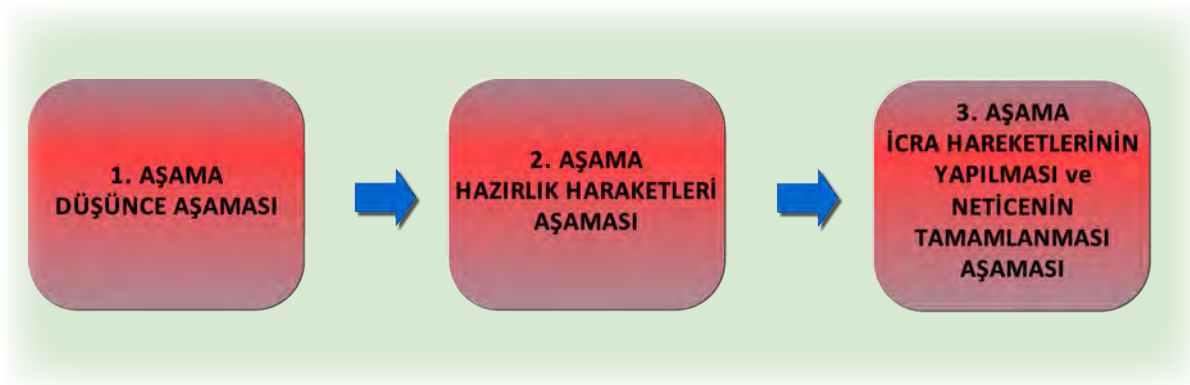 1. AŞAMA
DÜŞÜNCE AŞAMASI
2. AŞAMA
HAZIRLIK HARAKETLERİ
AŞAMASI
3. AŞAMA
İCRA HAREKETLERİNİN
YAPILMASI ve
NETİCENİN
TAMAMLANMASI
AŞAMASI